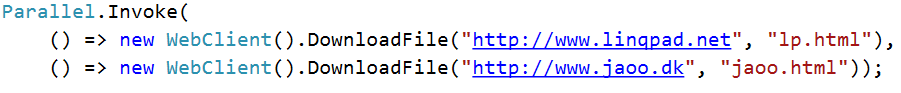 Parallel.Invoke(
    () => new WebClient().DownloadFile("http://www.linqpad.net", "lp.html"),
    () => new WebClient().DownloadFile("http://www.jaoo.dk", "jaoo.html"));